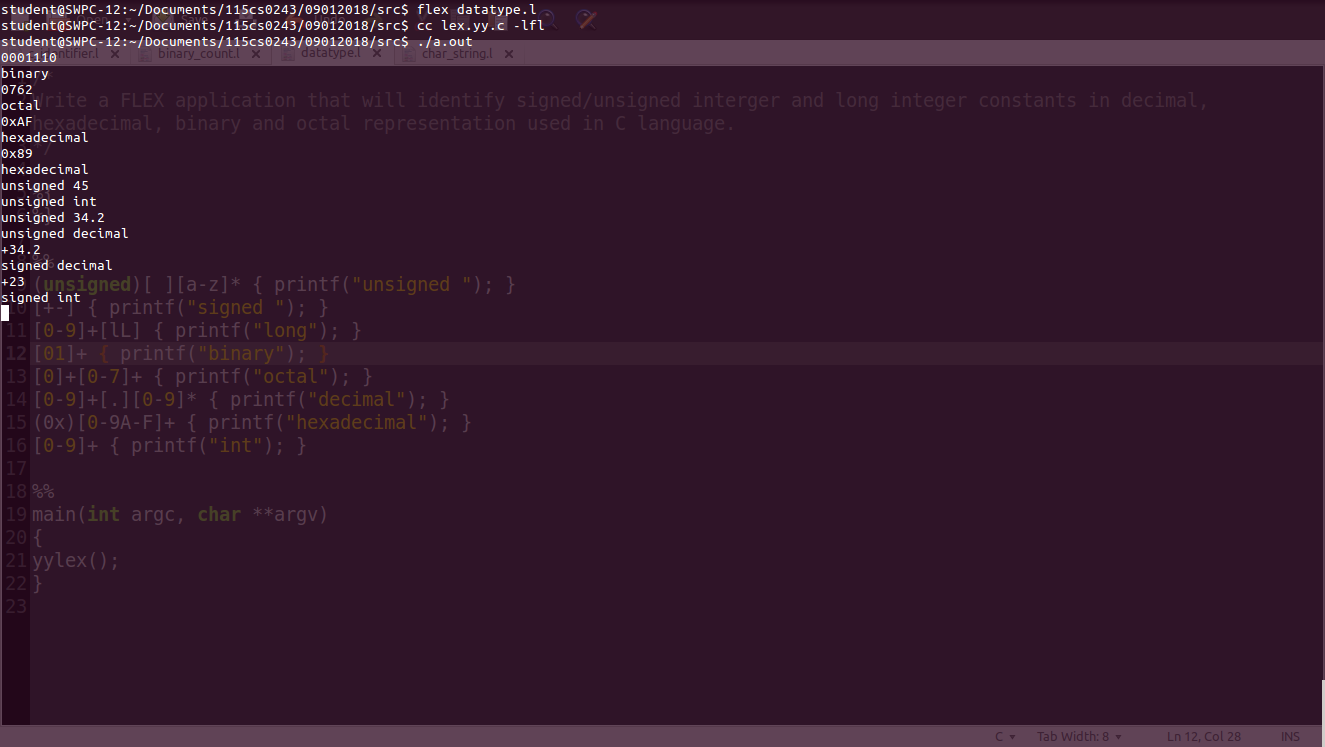 student@SWPC-12:~/Documents/115cs0243/09012018/src$ flex datatype.l
student@SWPC-12:~/Documents/115cs0243/09012018/src$ cc lex.yy.c -lfl
student@SWPC-12:~/Documents/115cs0243/09012018/src$ ./a.out
0001110
binary
0762
octal
0xAF
hexadecimal
0x89
hexadecimal
unsigned 45
unsigned int
unsigned 34.2
unsigned decimal
+34.2
signed decimal
+23
signed int
binary_count.l
datatype.l
char_string.l
Write a FLEX application that will identify signed/unsigned interger and long integer constants in decimal,
hexadecimal, binary and octal representation used in C language.
%%
(unsigned)[ ][a-z]* { printf("unsigned "); }
10 [+-] { printf("signed "); }
11 [0-9]+[lL] { printf("long"); }
12 [01]+ { printf("binary"); }
13 [0]+[0-7]+ { printf("octal"); }
14 [0-9]+[.][0-9]* { printf("decimal"); }
15 (0x)[0-9A-F]+ { printf("hexadecimal"); }
16 [0-9]+ { printf("int"); }
17
18 %%
19 main(int argc, char **argv)
20 {
21 yylex();
22 }
23
C Tab Width: 8 Ln 12, Col 28 INS